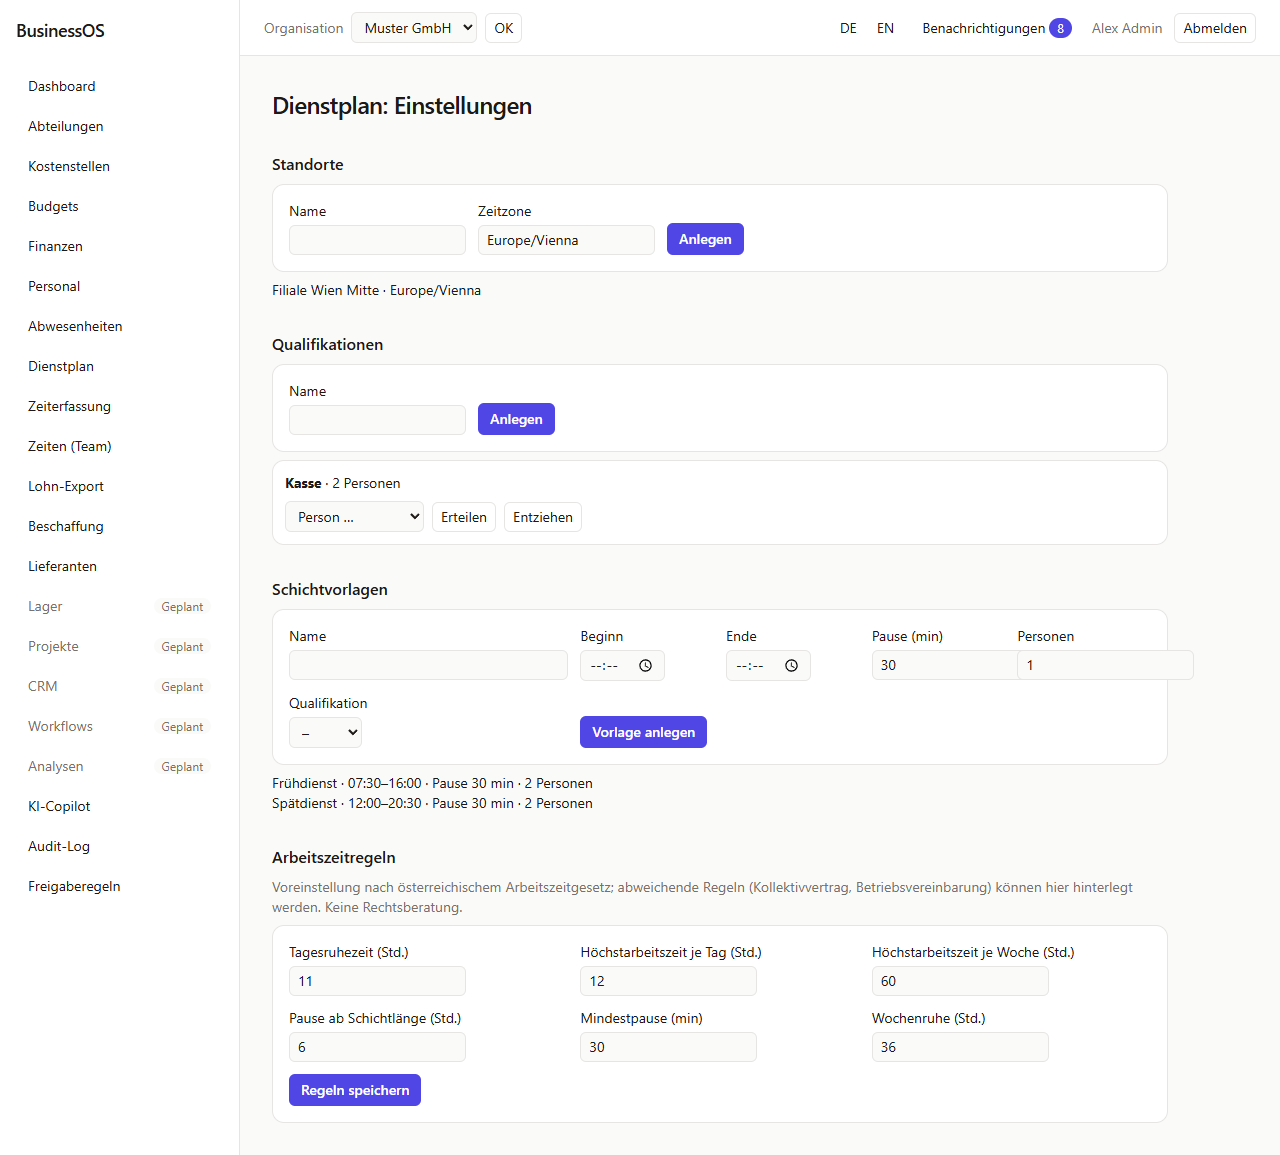 BusinessOS
Organisation Muster GmbH OK
DE EN Benachrichtigungen 8 Alex Admin Abmelden
Dashboard
Abteilungen
Kostenstellen
Budgets
Finanzen
Personal
Abwesenheiten
Dienstplan
Zeiterfassung
Zeiten (Team)
Lohn-Export
Beschaffung
Lieferanten
Lager Geplant
Projekte Geplant
CRM Geplant
Workflows Geplant
Analysen Geplant
KI-Copilot
Audit-Log
Freigaberegeln
Dienstplan: Einstellungen
Standorte
Name Zeitzone
Europe/Vienna Anlegen
Filiale Wien Mitte · Europe/Vienna
Qualifikationen
Name
Anlegen
Kasse · 2 Personen
Person ... Erteilen Entziehen
Schichtvorlagen
Name Beginn Ende Pause (min) Personen
--:-- --:-- 30 1
Qualifikation
– Vorlage anlegen
Frühdienst · 07:30–16:00 · Pause 30 min · 2 Personen
Spätdienst · 12:00–20:30 · Pause 30 min · 2 Personen
Arbeitszeitregeln
Voreinstellung nach österreichischem Arbeitszeitgesetz; abweichende Regeln (Kollektivvertrag, Betriebsvereinbarung) können hier hinterlegt
werden. Keine Rechtsberatung.
Tagesruhezeit (Std.) Höchstarbeitszeit je Tag (Std.) Höchstarbeitszeit je Woche (Std.)
11 12 60
Pause ab Schichtlänge (Std.) Mindestpause (min) Wochenruhe (Std.)
6 30 36
Regeln speichern